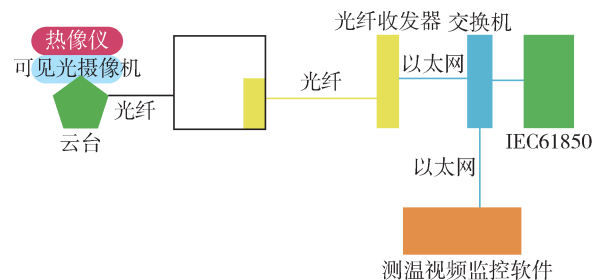 光纤收发器 交换机
热像仪
可见光摄像机
以太网
光纤
光纤
云台
IEC61850
以太网
测温视频监控软件